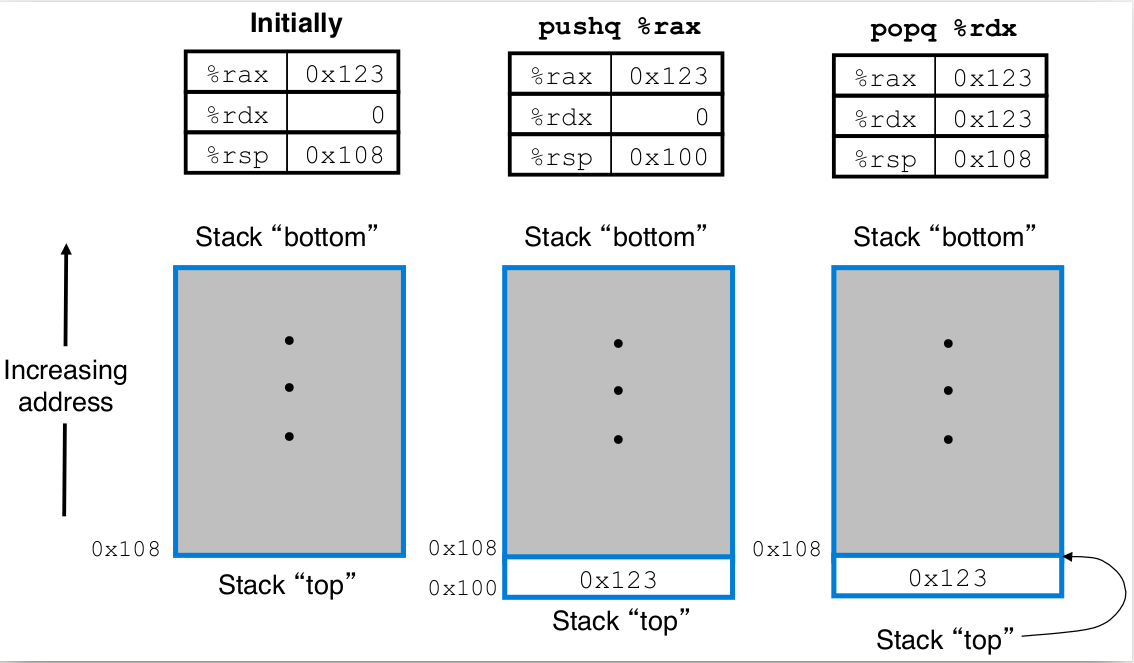 Initially
%rax 0x123
%rdx 0
%rsp 0x108
Stack “bottom”
0x108
Stack “top”
pushq %rax
%rax 0x123
%rdx 0
%rsp 0x100
Stack “bottom”
0x108
0x100
0x123
Stack “top”
popq %rdx
%rax 0x123
%rdx 0x123
%rsp 0x108
Stack “bottom”
0x108
0x123
Stack “top”
Increasing
address